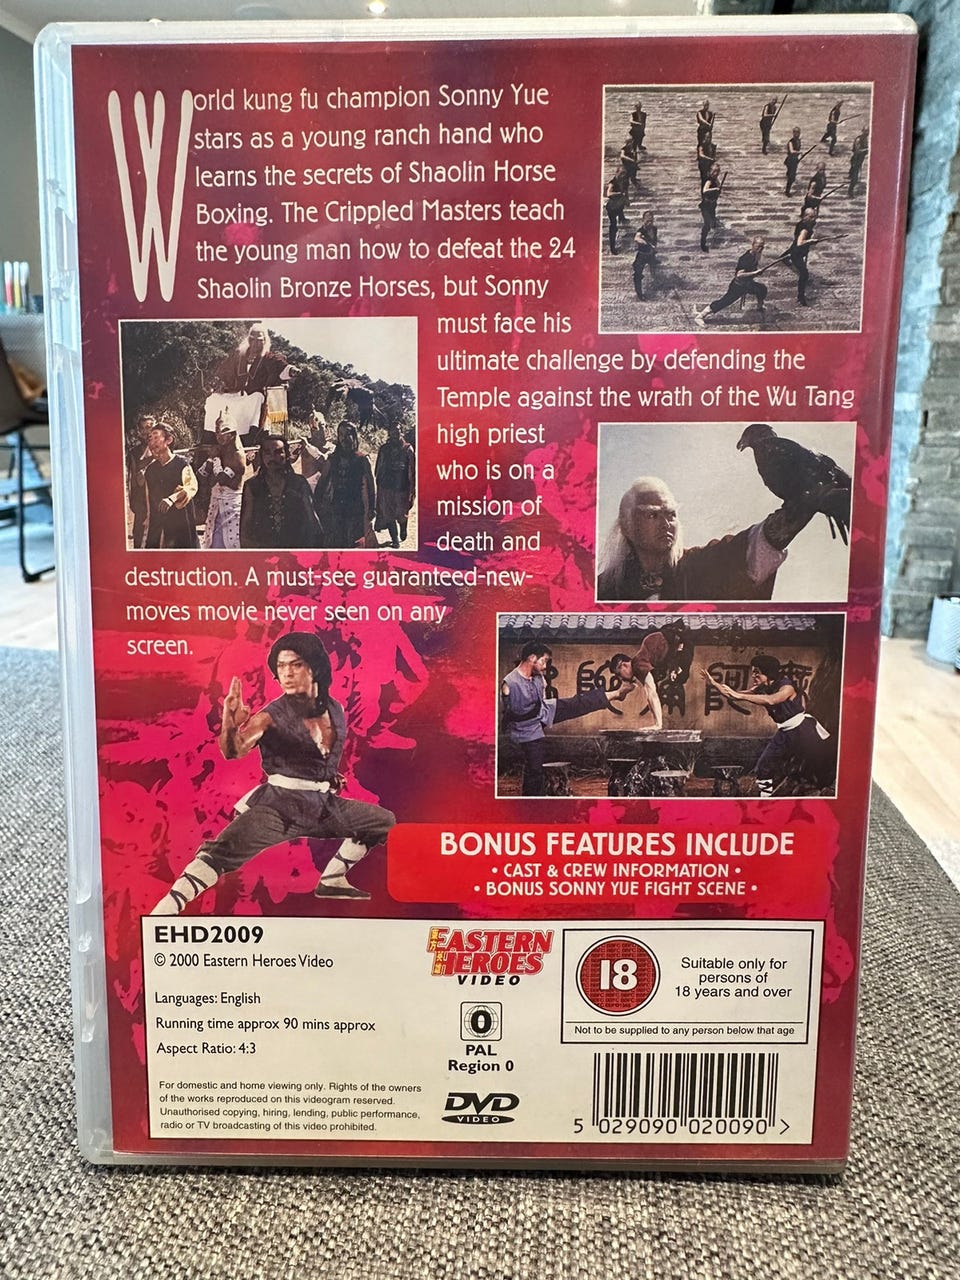 World kung fu champion Sonny Yue
stars as a young ranch hand who
learns the secrets of Shaolin Horse
Boxing. The Crippled Masters teach
the young man how to defeat the 24
Shaolin Bronze Horses, but Sonny
must face his
ultimate challenge by defending the
Temple against the wrath of the Wu Tang
high priest
who is on a
mission of
death and
destruction. A must-see guaranteed-new-
moves movie never seen on any
screen.
BONUS FEATURES INCLUDE
• CAST & CREW INFORMATION •
• BONUS SONNY YUE FIGHT SCENE •
EHD2009
© 2000 Eastern Heroes Video
Languages: English
Running time approx 90 mins approx
Aspect Ratio: 4:3
For domestic and home viewing only. Rights of the owners
of the works reproduced on this videogram reserved.
Unauthorised copying, hiring, lending, public performance,
radio or TV broadcasting of this video prohibited.
EASTERN
HEROES
VIDEO
0
PAL
Region 0
DVD
VIDEO
18
Suitable only for
persons of
18 years and over
Not to be supplied to any person below that age
5 029090 020090 >